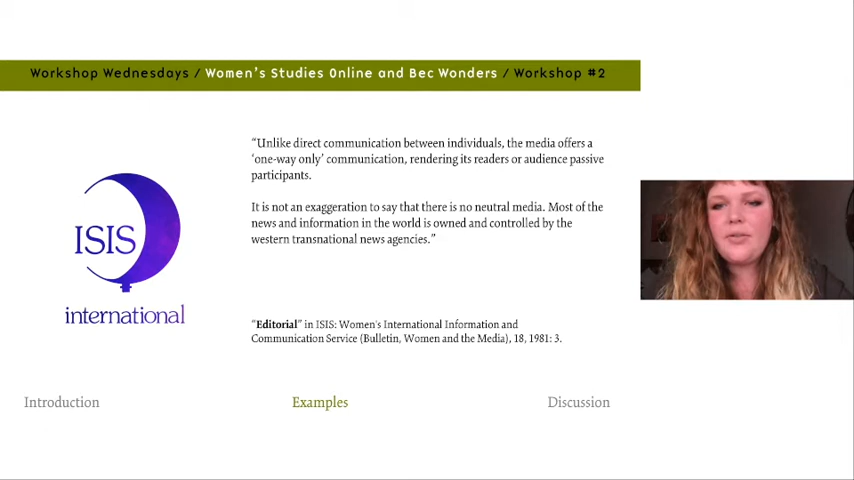 Workshop Wednesdays / Women's Studies Online and Bec Wonders / Workshop #2
"Unlike direct communication between individuals, the media offers a
'one-way only' communication, rendering its readers or audience passive
participants.
It is not an exaggeration to say that there is no neutral media. Most of the
news and information in the world is owned and controlled by the
western transnational news agencies."
ISIS
international
"Editorial" in ISIS: Women's International Information and
Communication Service (Bulletin, Women and the Media), 18, 1981: 3.
Introduction
Examples
Discussion